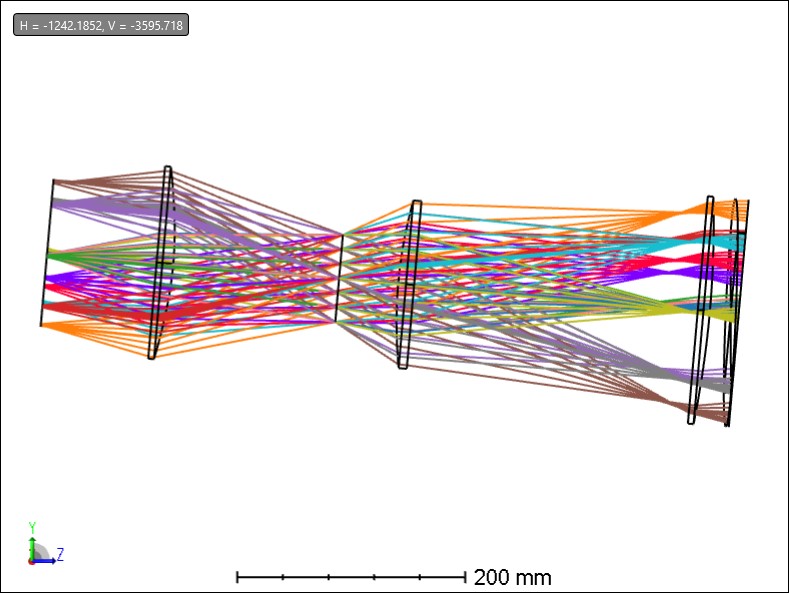 H = -1242.1852, V = -3595.718
Y
Z
200 mm